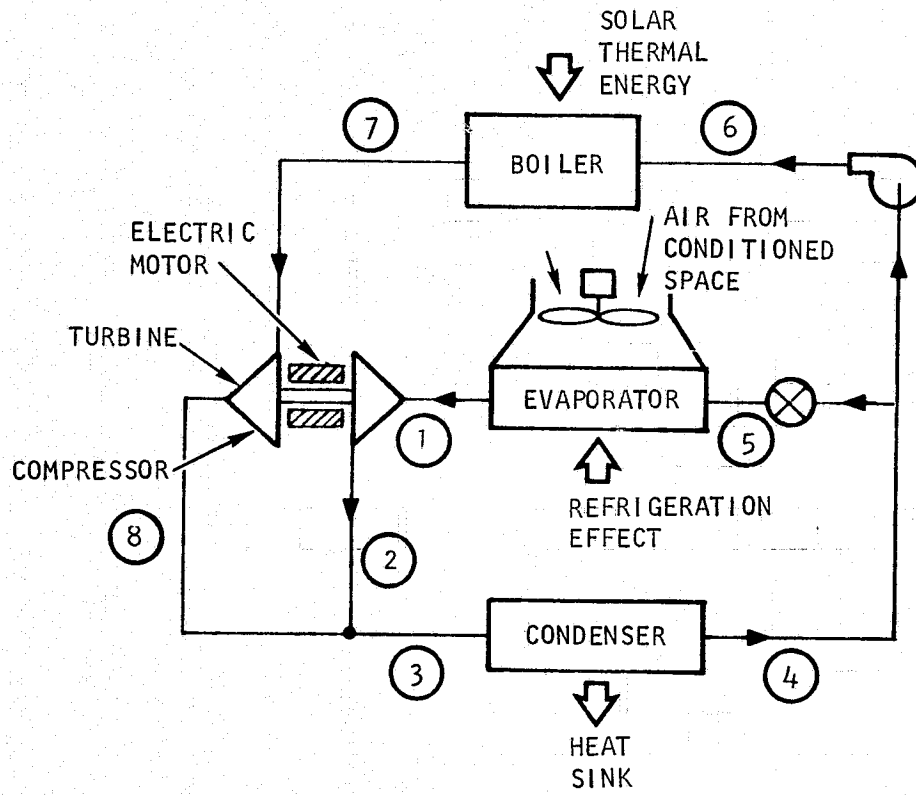 SOLAR
THERMAL
ENERGY
7
6
BOILER
ELECTRIC
MOTOR
AIR FROM
CONDITIONED
SPACE
TURBINE
EVAPORATOR
1
5
COMPRESSOR
REFRIGERATION
EFFECT
8
2
CONDENSER
3
4
HEAT
SINK